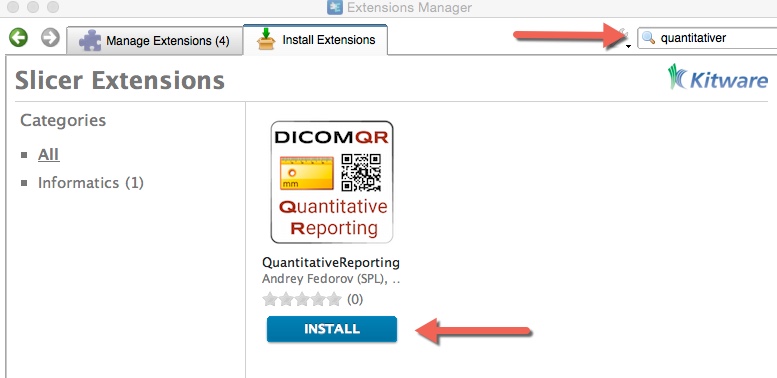 Extensions Manager
Manage Extensions (4)
Install Extensions
quantitativer
Slicer Extensions
Kitware
Categories
All
Informatics (1)
DICOMQR
mm
Quantitative
Reporting
QuantitativeReporting
Andrey Fedorov (SPL), ..
(0)
INSTALL